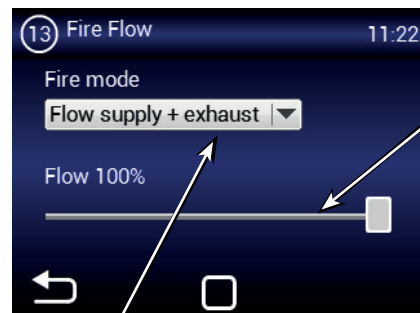 13 Fire Flow 11:22
Fire mode
Flow supply + exhaust
Flow 100%